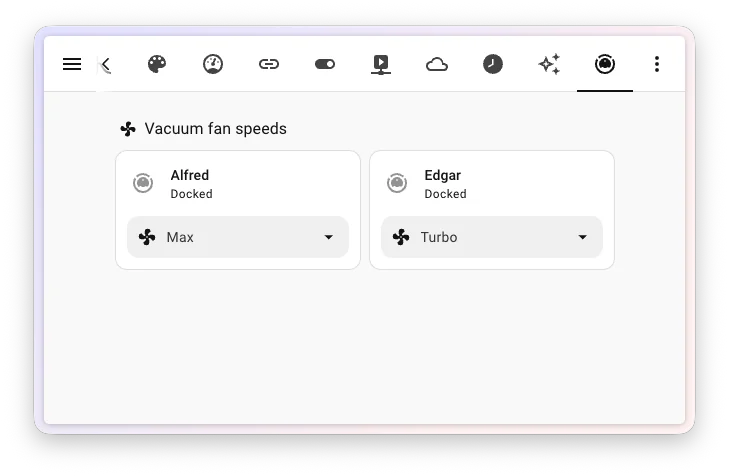 Vacuum fan speeds
Alfred
Docked
Max
Edgar
Docked
Turbo